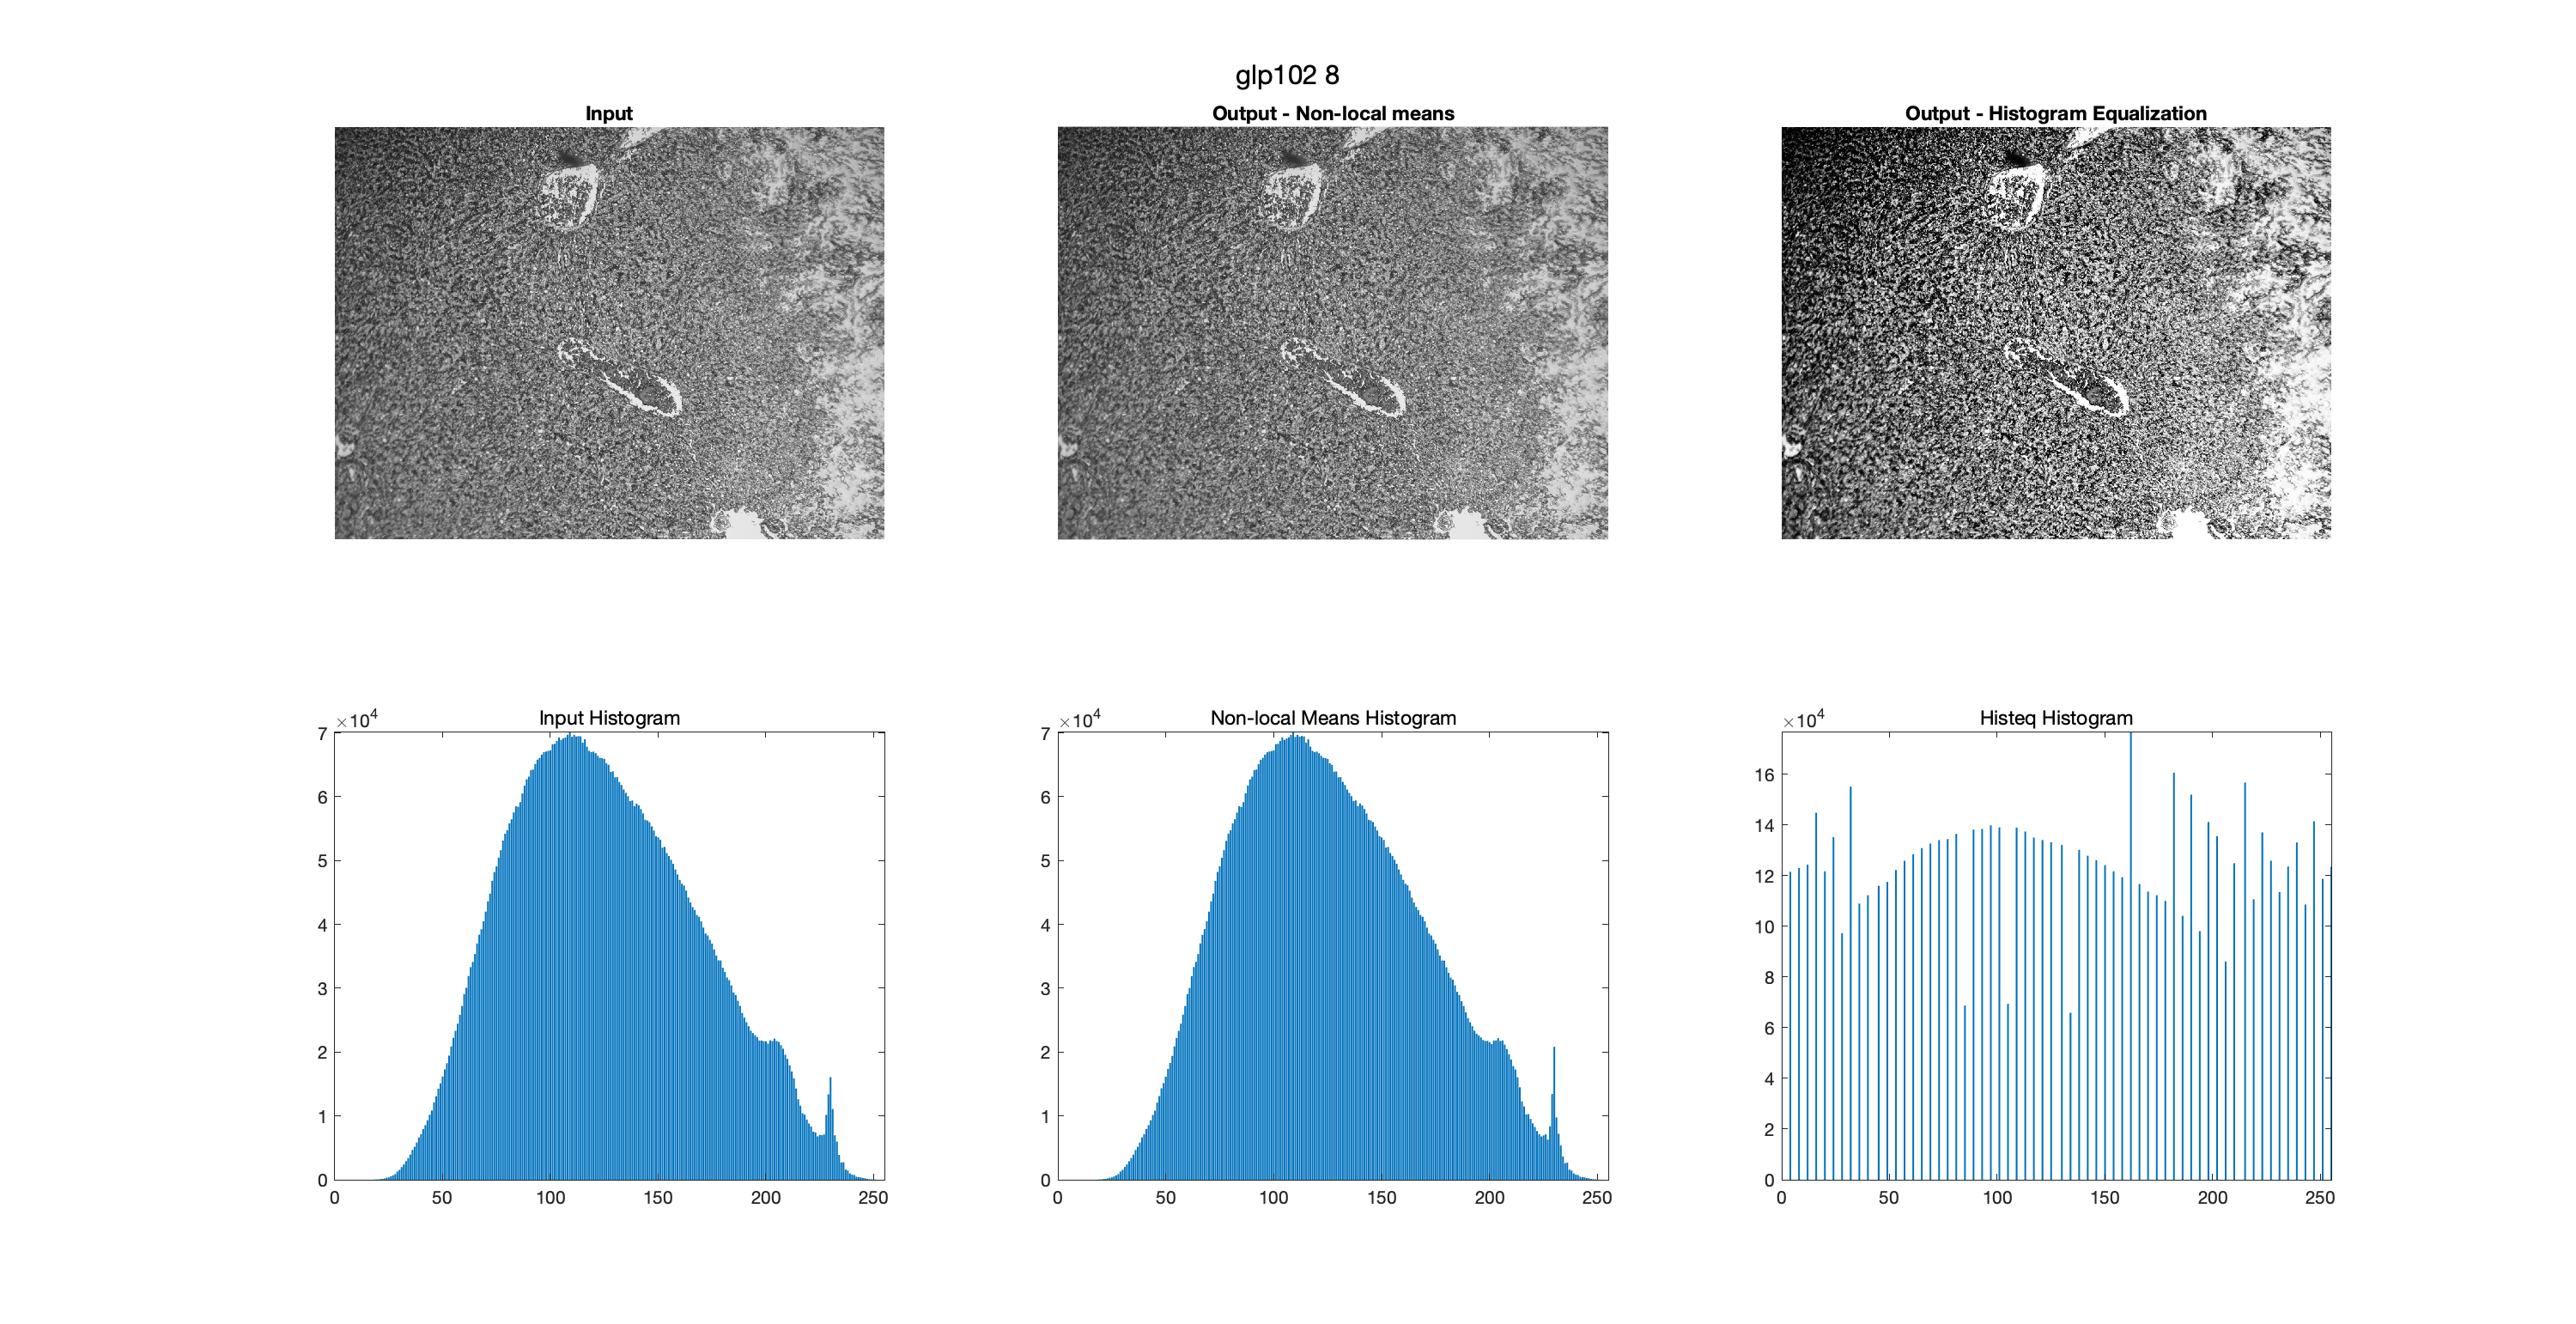 glp102 8
Input
Output - Non-local means
Output - Histogram Equalization
Input Histogram
×10^4
7
6
5
4
3
2
1
0
0 50 100 150 200 250
Non-local Means Histogram
×10^4
7
6
5
4
3
2
1
0
0 50 100 150 200 250
Histeq Histogram
×10^4
16
14
12
10
8
6
4
2
0
0 50 100 150 200 250